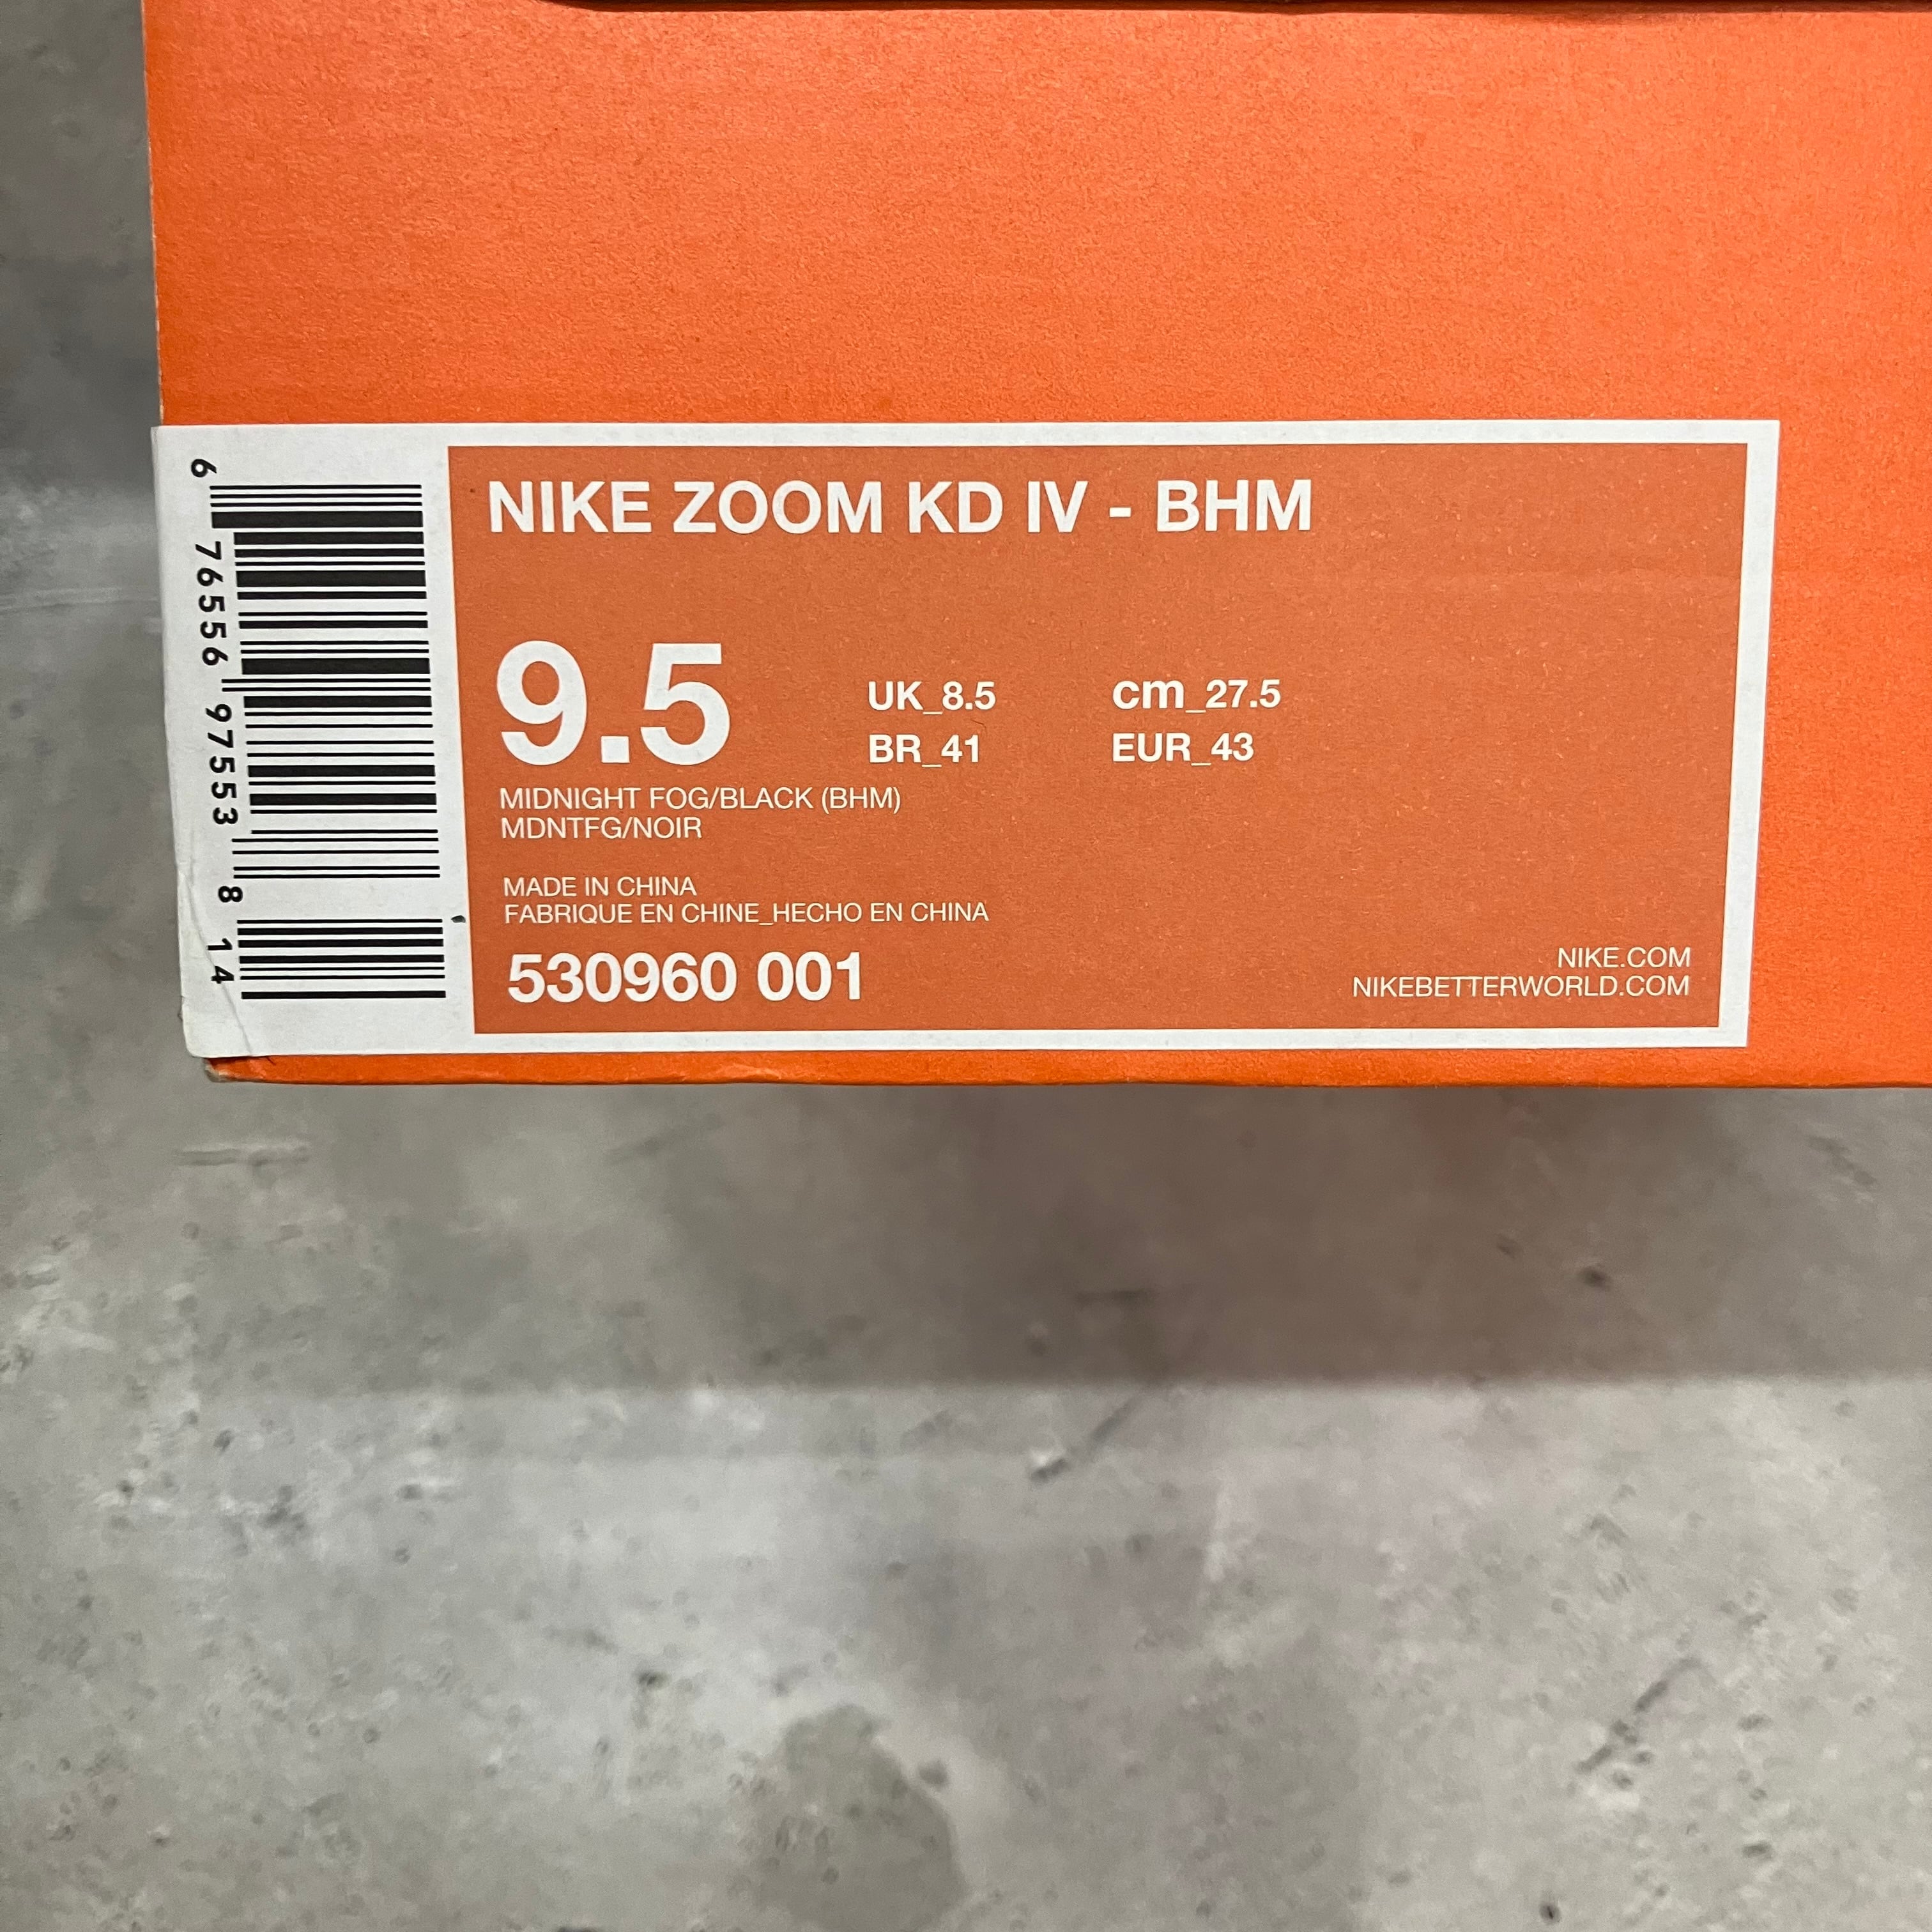 NIKE ZOOM KD IV - BHM
9.5
UK_8.5 cm_27.5
BR_41 EUR_43
MIDNIGHT FOG/BLACK (BHM)
MDNTFG/NOIR
MADE IN CHINA
FABRIQUE EN CHINE_HECHO EN CHINA
530960 001
NIKE.COM
NIKEBETTERWORLD.COM
6 76556 97553 8 14